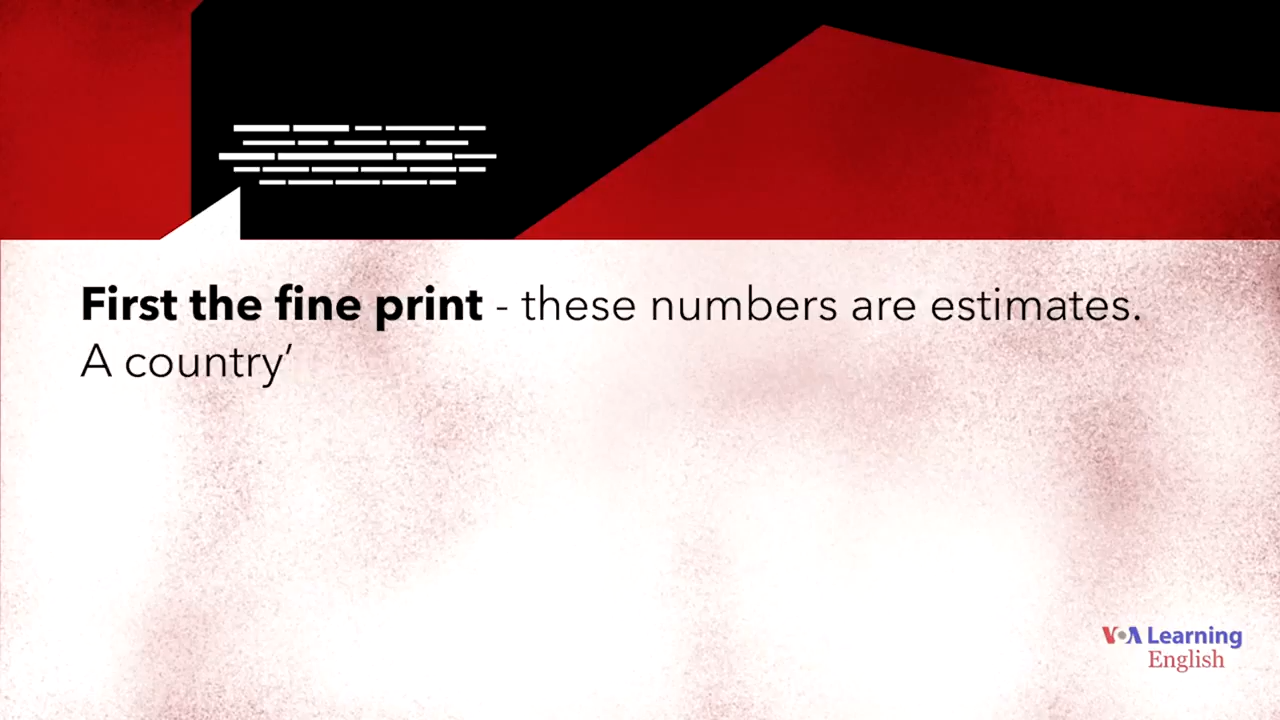 First the fine print - these numbers are estimates.
A country’
VOA Learning
English